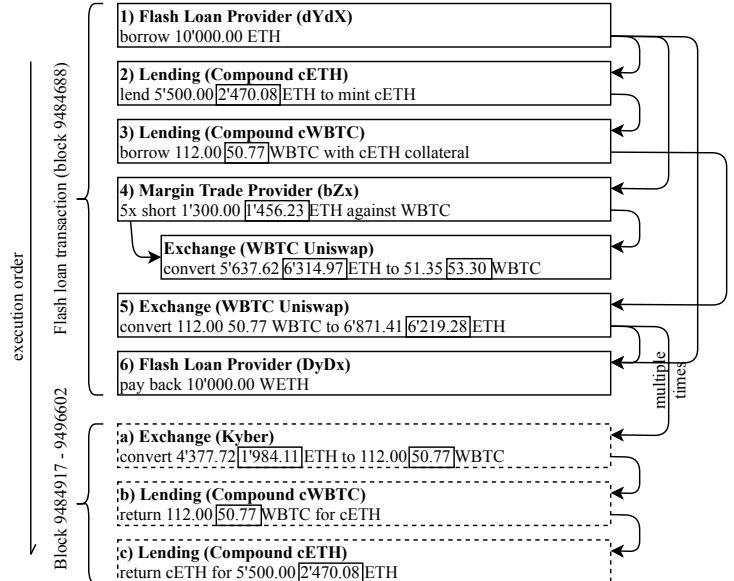 1) Flash Loan Provider (dYdX)
borrow 10'000.00 ETH
2) Lending (Compound cETH)
lend 5'500.00 2'470.08 ETH to mint cETH
3) Lending (Compound cWBTC)
borrow 112.00 50.77 WBTC with cETH collateral
4) Margin Trade Provider (bZx)
5x short 1'300.00 1'456.23 ETH against WBTC
Exchange (WBTC Uniswap)
convert 5'637.62 6'314.97 ETH to 51.35 53.30 WBTC
5) Exchange (WBTC Uniswap)
convert 112.00 50.77 WBTC to 6'871.41 6'219.28 ETH
6) Flash Loan Provider (DyDx)
pay back 10'000.00 WETH
a) Exchange (Kyber)
convert 4'377.72 1'984.11 ETH to 112.00 50.77 WBTC
b) Lending (Compound cWBTC)
return 112.00 50.77 WBTC for cETH
c) Lending (Compound cETH)
return cETH for 5'500.00 2'470.08 ETH
execution order
Flash loan transaction (block 9484688)
Block 9484917 - 9496602
multiple
times